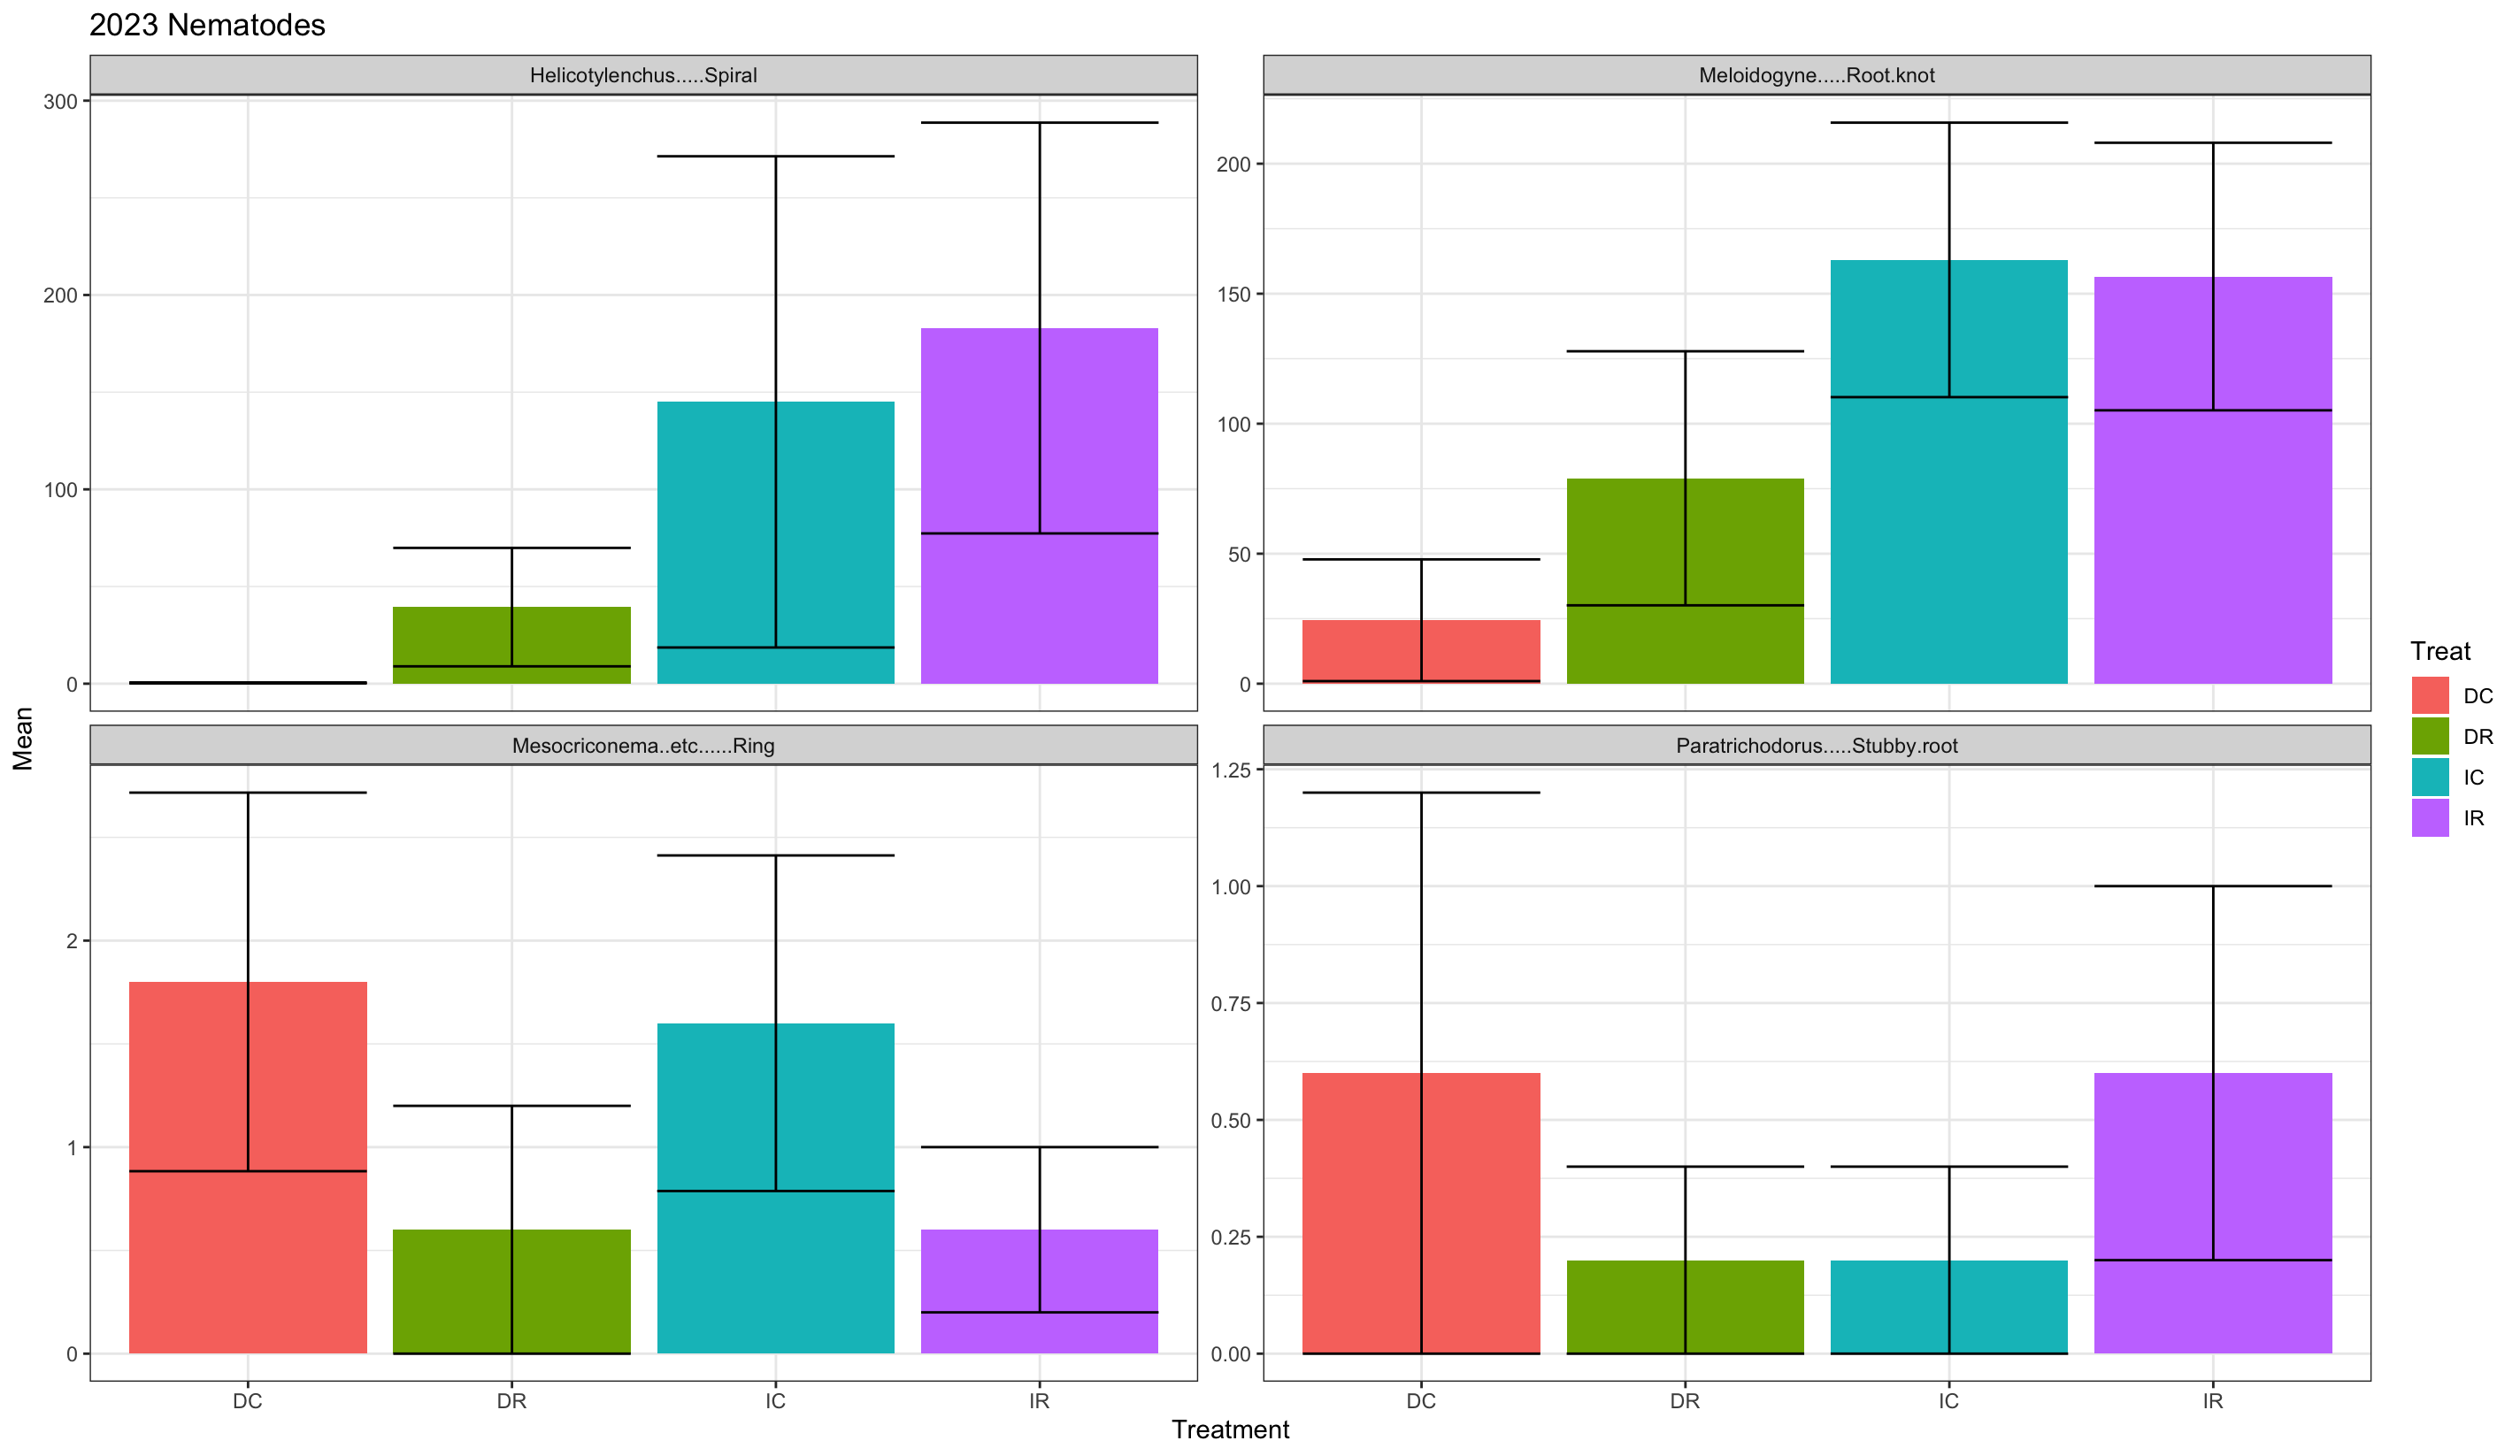 2023 Nematodes
Helicotylenchus.....Spiral
Meloidogyne.....Root.knot
300
200
100
0
200
150
100
50
0
Mesocriconema..etc......Ring
Paratrichodorus.....Stubby.root
2
1
0
1.25
1.00
0.75
0.50
0.25
0.00
DC DR IC IR
DC DR IC IR
Treatment
Mean
Treat
DC
DR
IC
IR